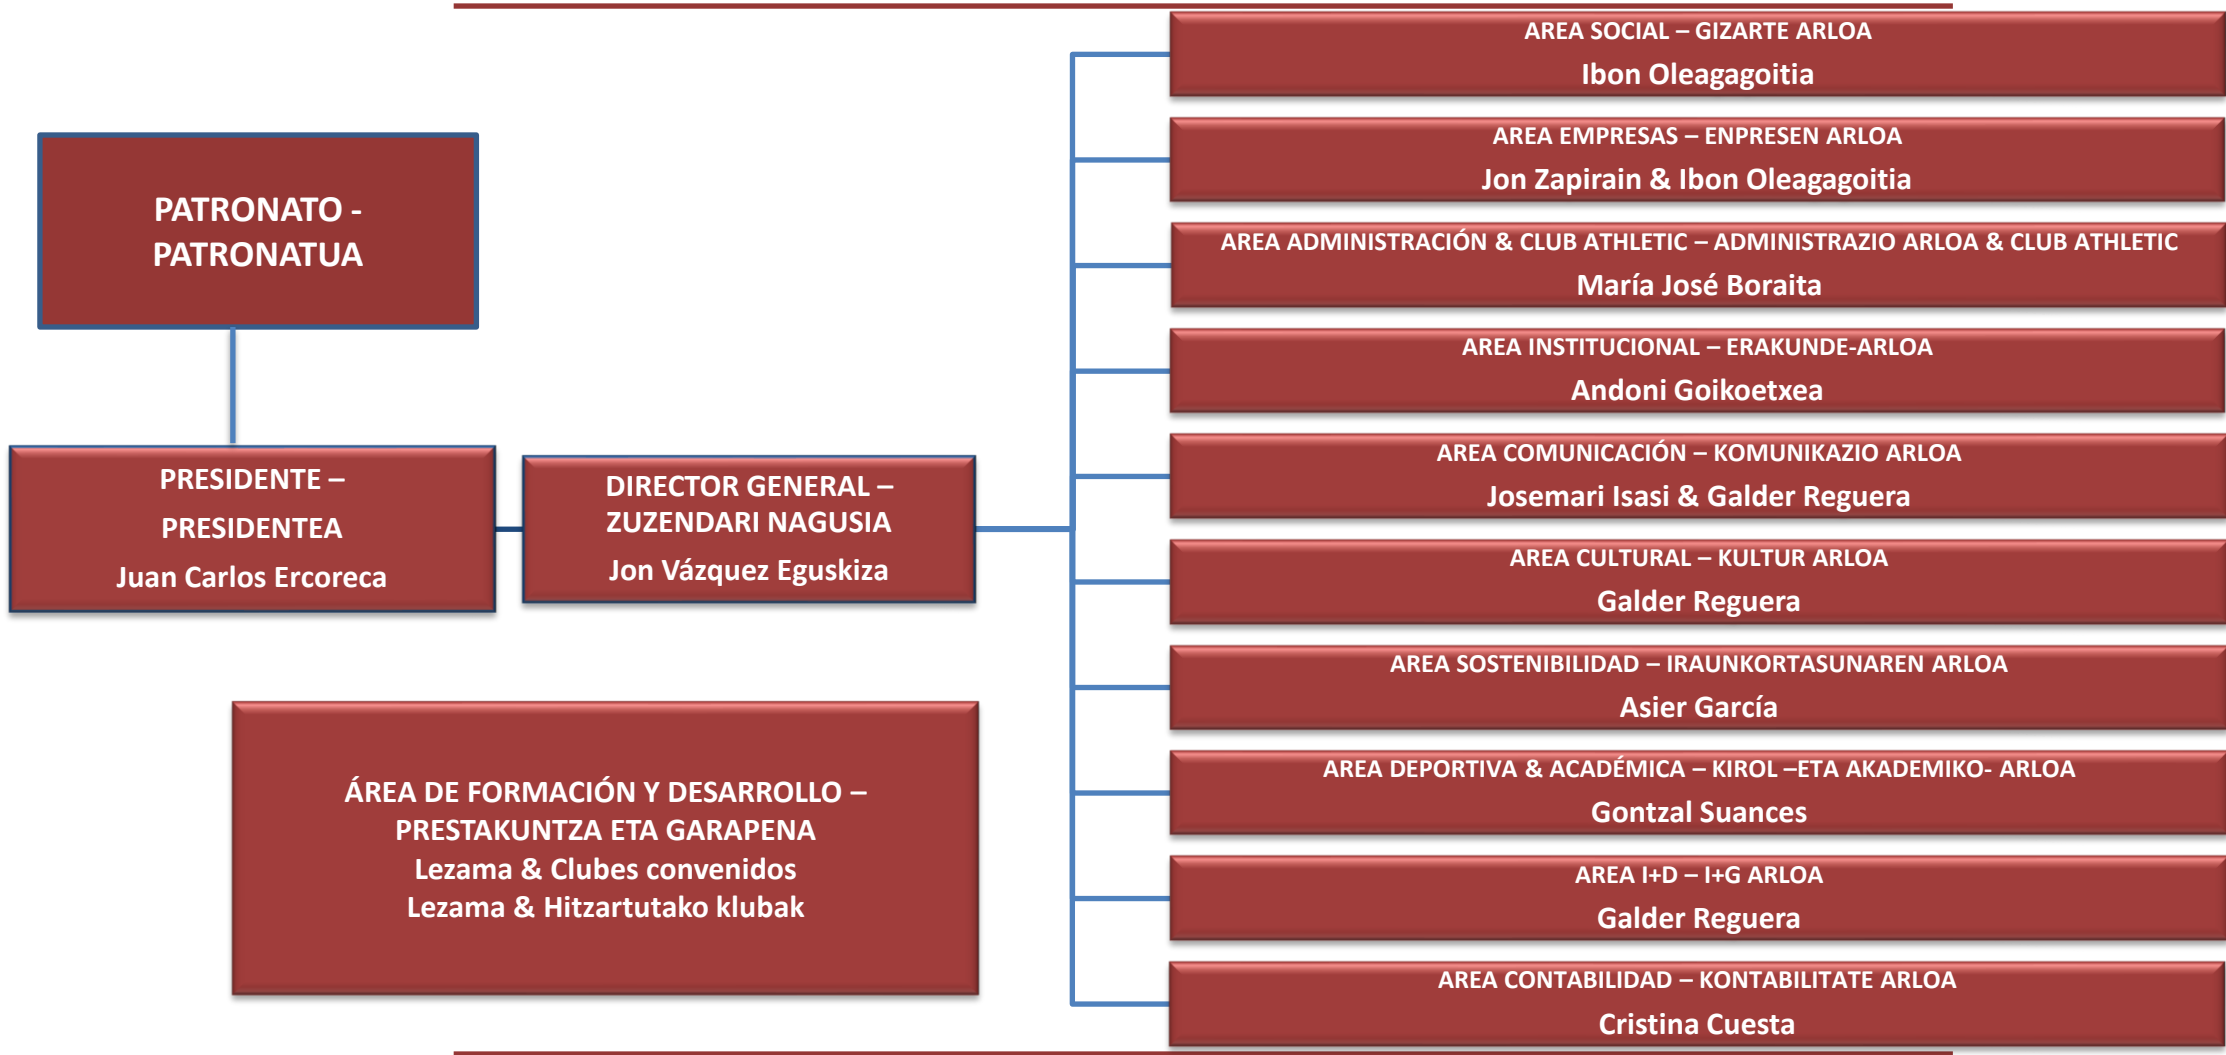 PATRONATO -
PATRONATUA
PRESIDENTE –
PRESIDENTEA
Juan Carlos Ercoreca
DIRECTOR GENERAL –
ZUZENDARI NAGUSIA
Jon Vázquez Eguskiza
ÁREA DE FORMACIÓN Y DESARROLLO –
PRESTAKUNTZA ETA GARAPENA
Lezama & Clubes convenidos
Lezama & Hitzartutako klubak
AREA SOCIAL – GIZARTE ARLOA
Ibon Oleagagoitia
AREA EMPRESAS – ENPRESEN ARLOA
Jon Zapirain & Ibon Oleagagoitia
AREA ADMINISTRACIÓN & CLUB ATHLETIC – ADMINISTRAZIO ARLOA & CLUB ATHLETIC
María José Boraita
AREA INSTITUCIONAL – ERAKUNDE-ARLOA
Andoni Goikoetxea
AREA COMUNICACIÓN – KOMUNIKAZIO ARLOA
Josemari Isasi & Galder Reguera
AREA CULTURAL – KULTUR ARLOA
Galder Reguera
AREA SOSTENIBILIDAD – IRAUNKORTASUNAREN ARLOA
Asier García
AREA DEPORTIVA & ACADÉMICA – KIROL –ETA AKADEMIKO- ARLOA
Gontzal Suances
AREA I+D – I+G ARLOA
Galder Reguera
AREA CONTABILIDAD – KONTABILITATE ARLOA
Cristina Cuesta